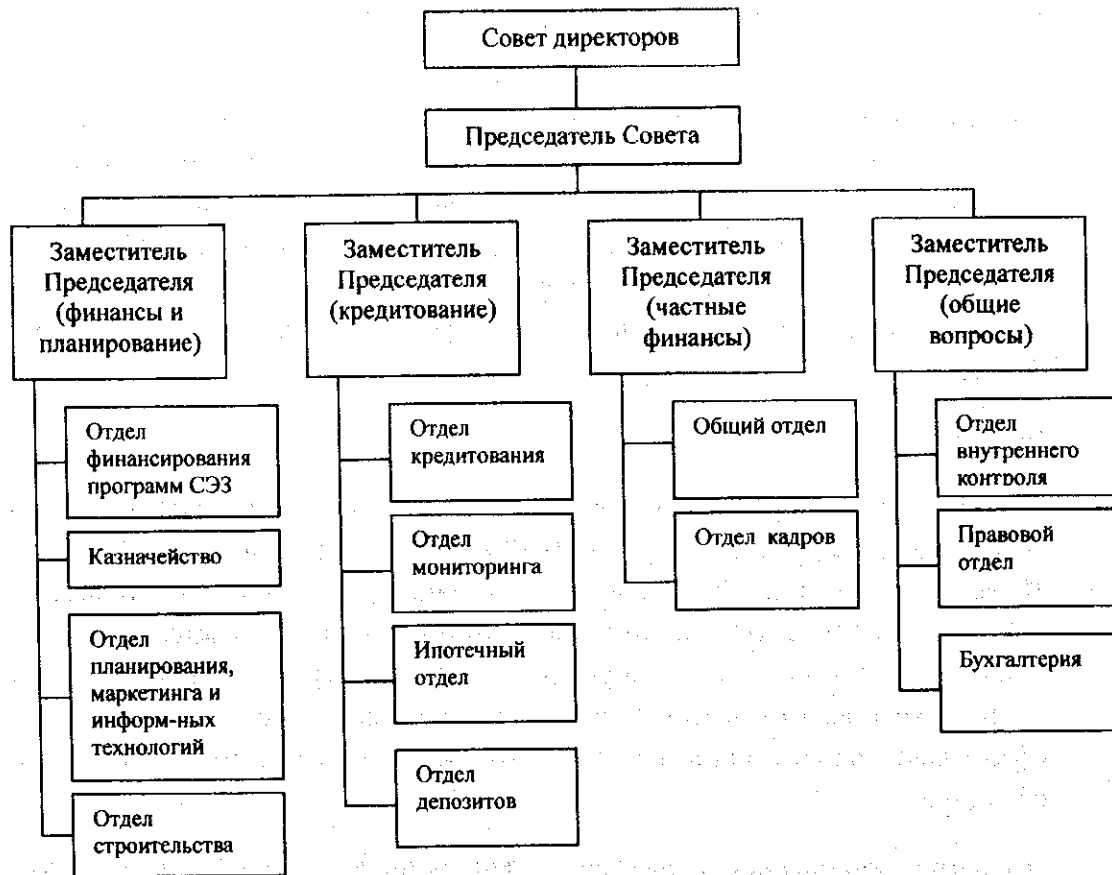 Совет директоров
Председатель Совета
Заместитель
Председателя
(финансы и
планирование)
Заместитель
Председателя
(кредитование)
Заместитель
Председателя
(частные
финансы)
Заместитель
Председателя
(общие
вопросы)
Отдел
финансирования
программ СЭЗ
Казначейство
Отдел
планирования,
маркетинга и
информ-ных
технологий
Отдел
строительства
Отдел
кредитования
Отдел
мониторинга
Ипотечный
отдел
Отдел
депозитов
Общий отдел
Отдел кадров
Отдел
внутреннего
контроля
Правовой
отдел
Бухгалтерия